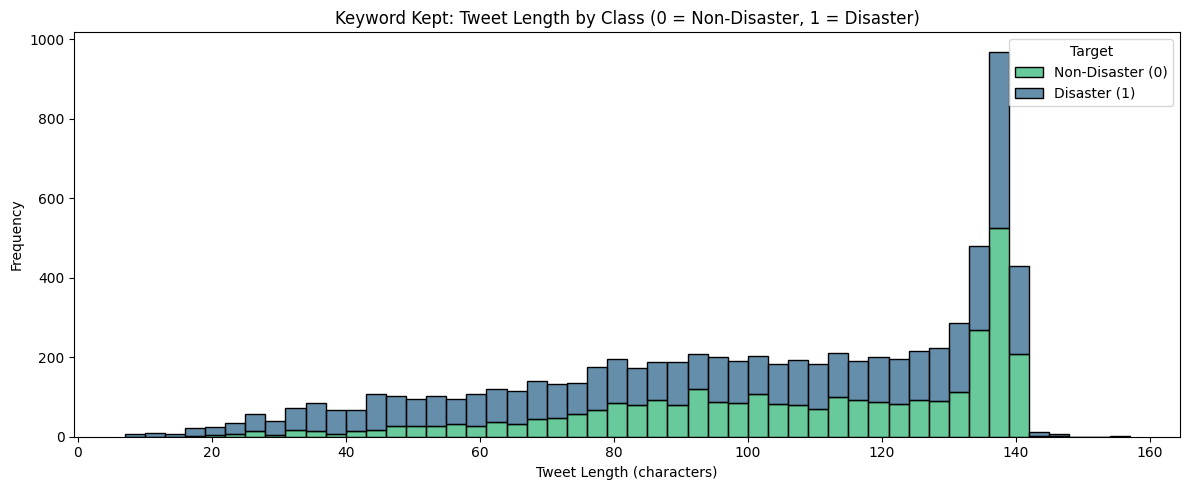 Keyword Kept: Tweet Length by Class (0 = Non-Disaster, 1 = Disaster)
Target
Non-Disaster (0)
Disaster (1)
Frequency
1000
800
600
400
200
0
0 20 40 60 80 100 120 140 160
Tweet Length (characters)